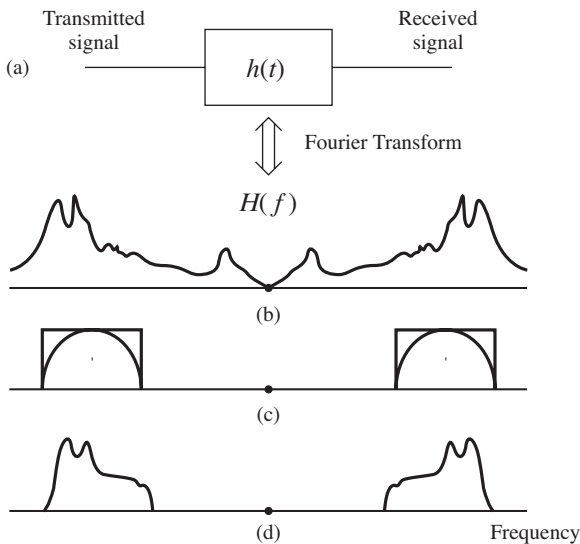 Transmitted
signal
Received
signal
(a)
h(t)
Fourier Transform
H(f)
(b)
(c)
(d)
Frequency